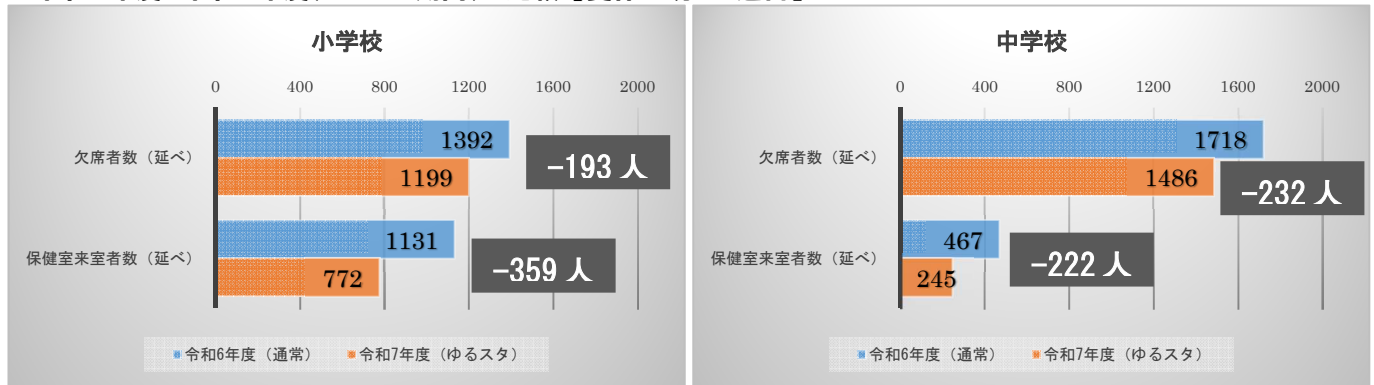 小学校
0 400 800 1200 1600 2000
欠席者数（延べ）
1392
1199
−193 人
保健室来室者数（延べ）
1131
772
−359 人
令和6年度（通常） 令和7年度（ゆるスタ）
中学校
0 400 800 1200 1600 2000
欠席者数（延べ）
1718
1486
−232 人
保健室来室者数（延べ）
467
245
−222 人
令和6年度（通常） 令和7年度（ゆるスタ）